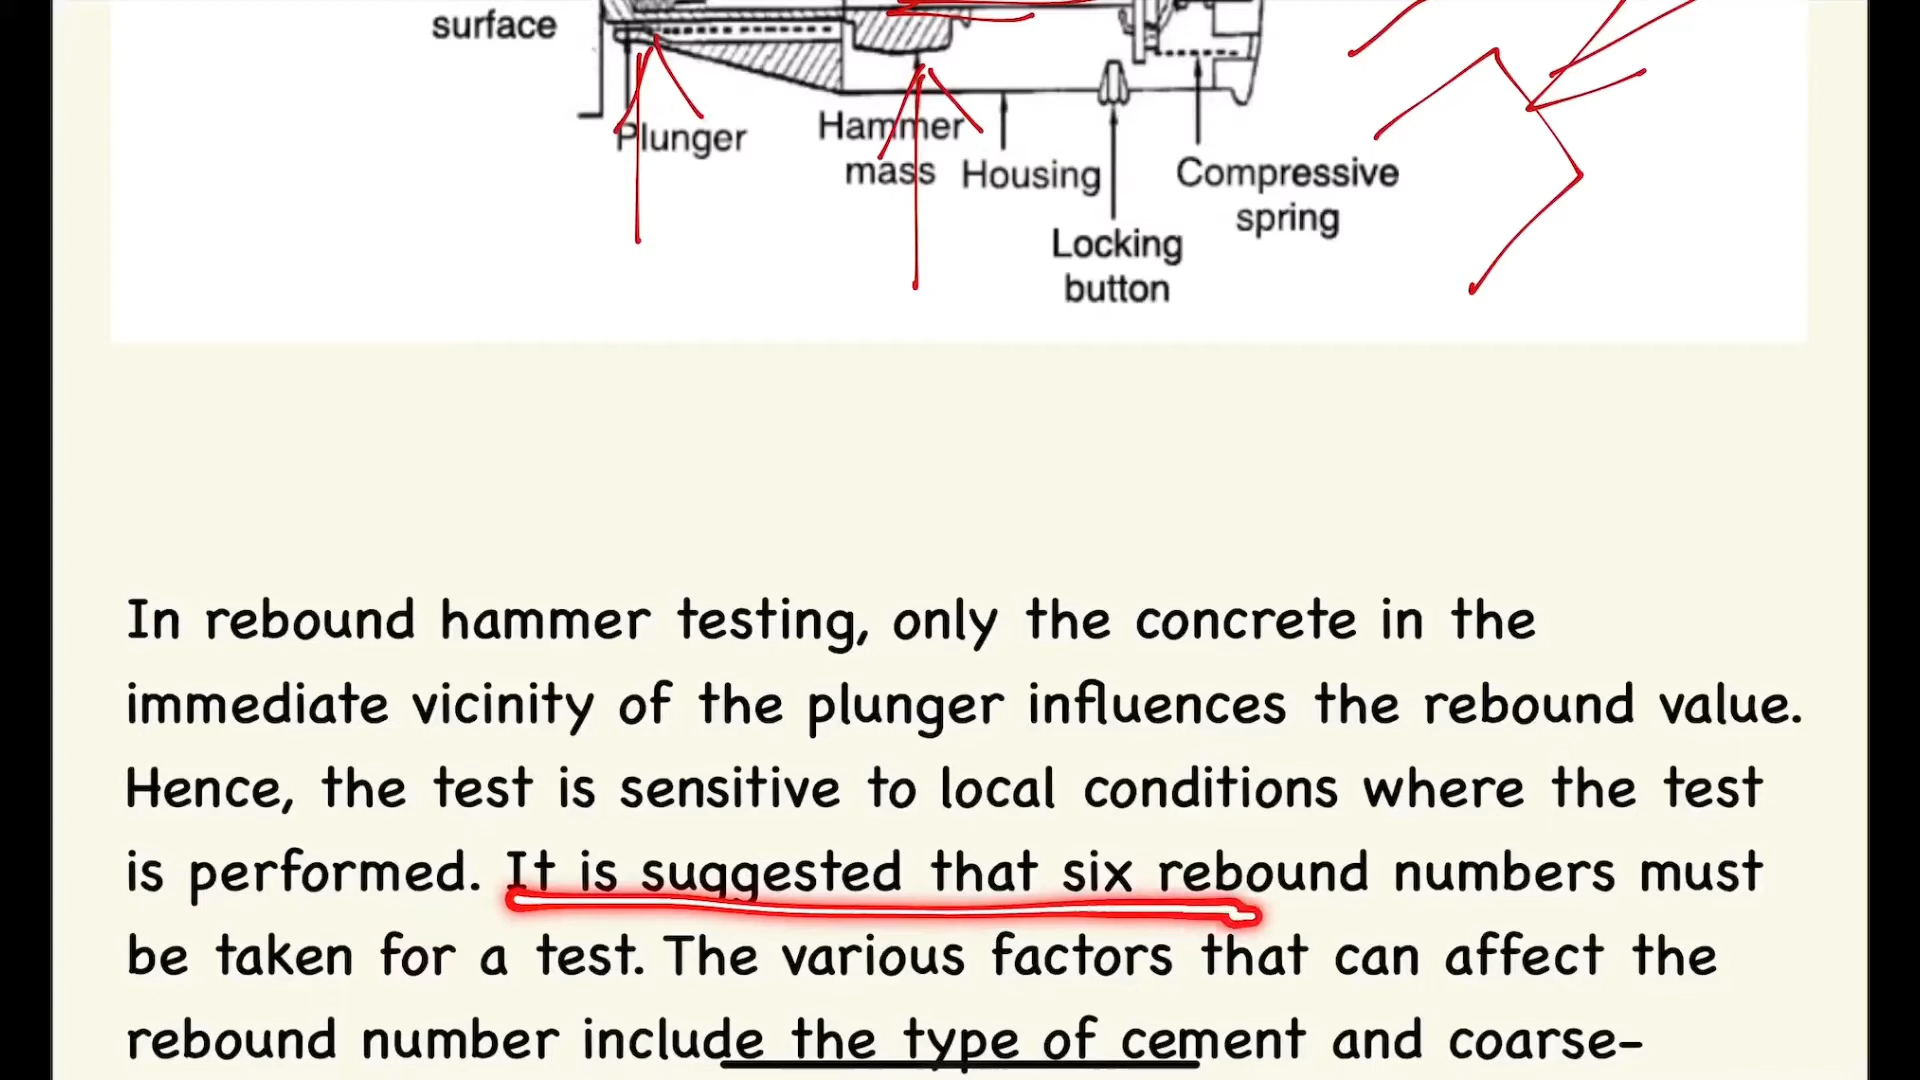 surface
Plunger
Hammer
mass
Housing
Compressive
spring
Locking
button
In rebound hammer testing, only the concrete in the
immediate vicinity of the plunger influences the rebound value.
Hence, the test is sensitive to local conditions where the test
is performed. It is suggested that six rebound numbers must
be taken for a test. The various factors that can affect the
rebound number include the type of cement and coarse-